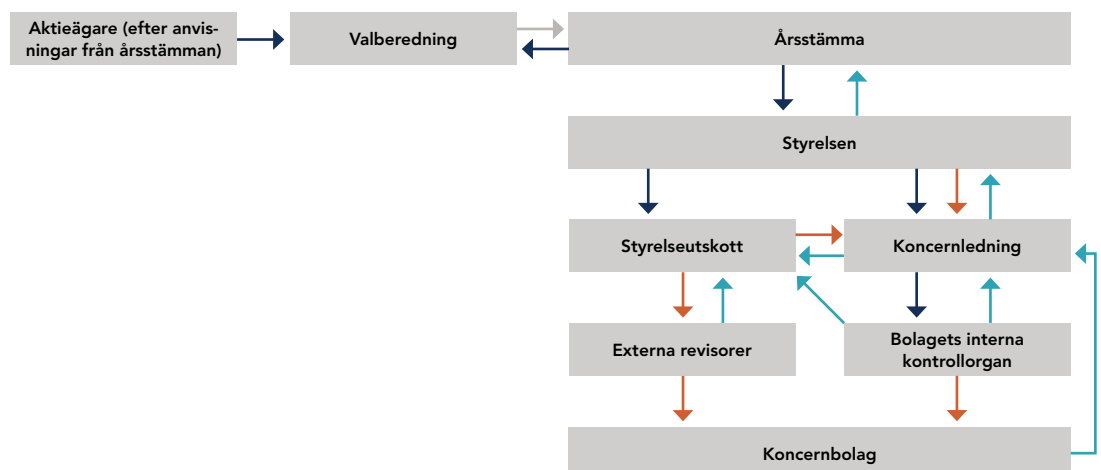 Aktieägare (efter anvis-
ningar från årsstämman)
Valberedning
Årsstämma
Styrelsen
Styrelseutskott
Koncernledning
Externa revisorer
Bolagets interna
kontrollorgan
Koncernbolag